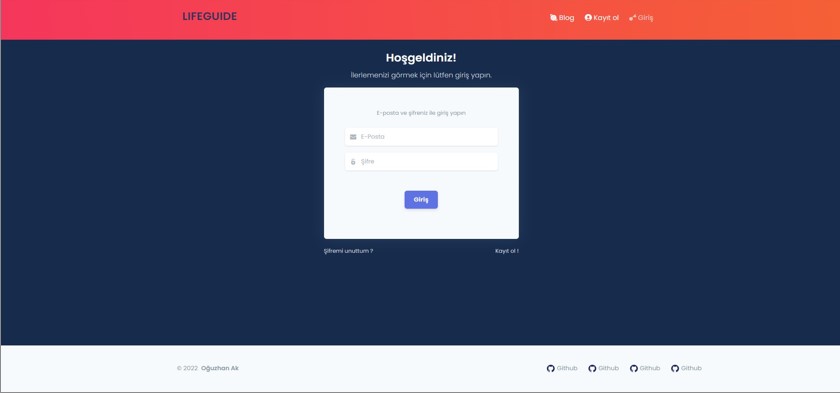 LIFEGUIDE
Blog Kayıt ol Giriş
Hoşgeldiniz!
İlerlemenizi görmek için lütfen giriş yapın.
E-posta ve şifreniz ile giriş yapın
E-Posta
Şifre
Giriş
Şifremi unuttum ? Kayıt ol !
© 2022 Oğuzhan Ak Github Github Github Github